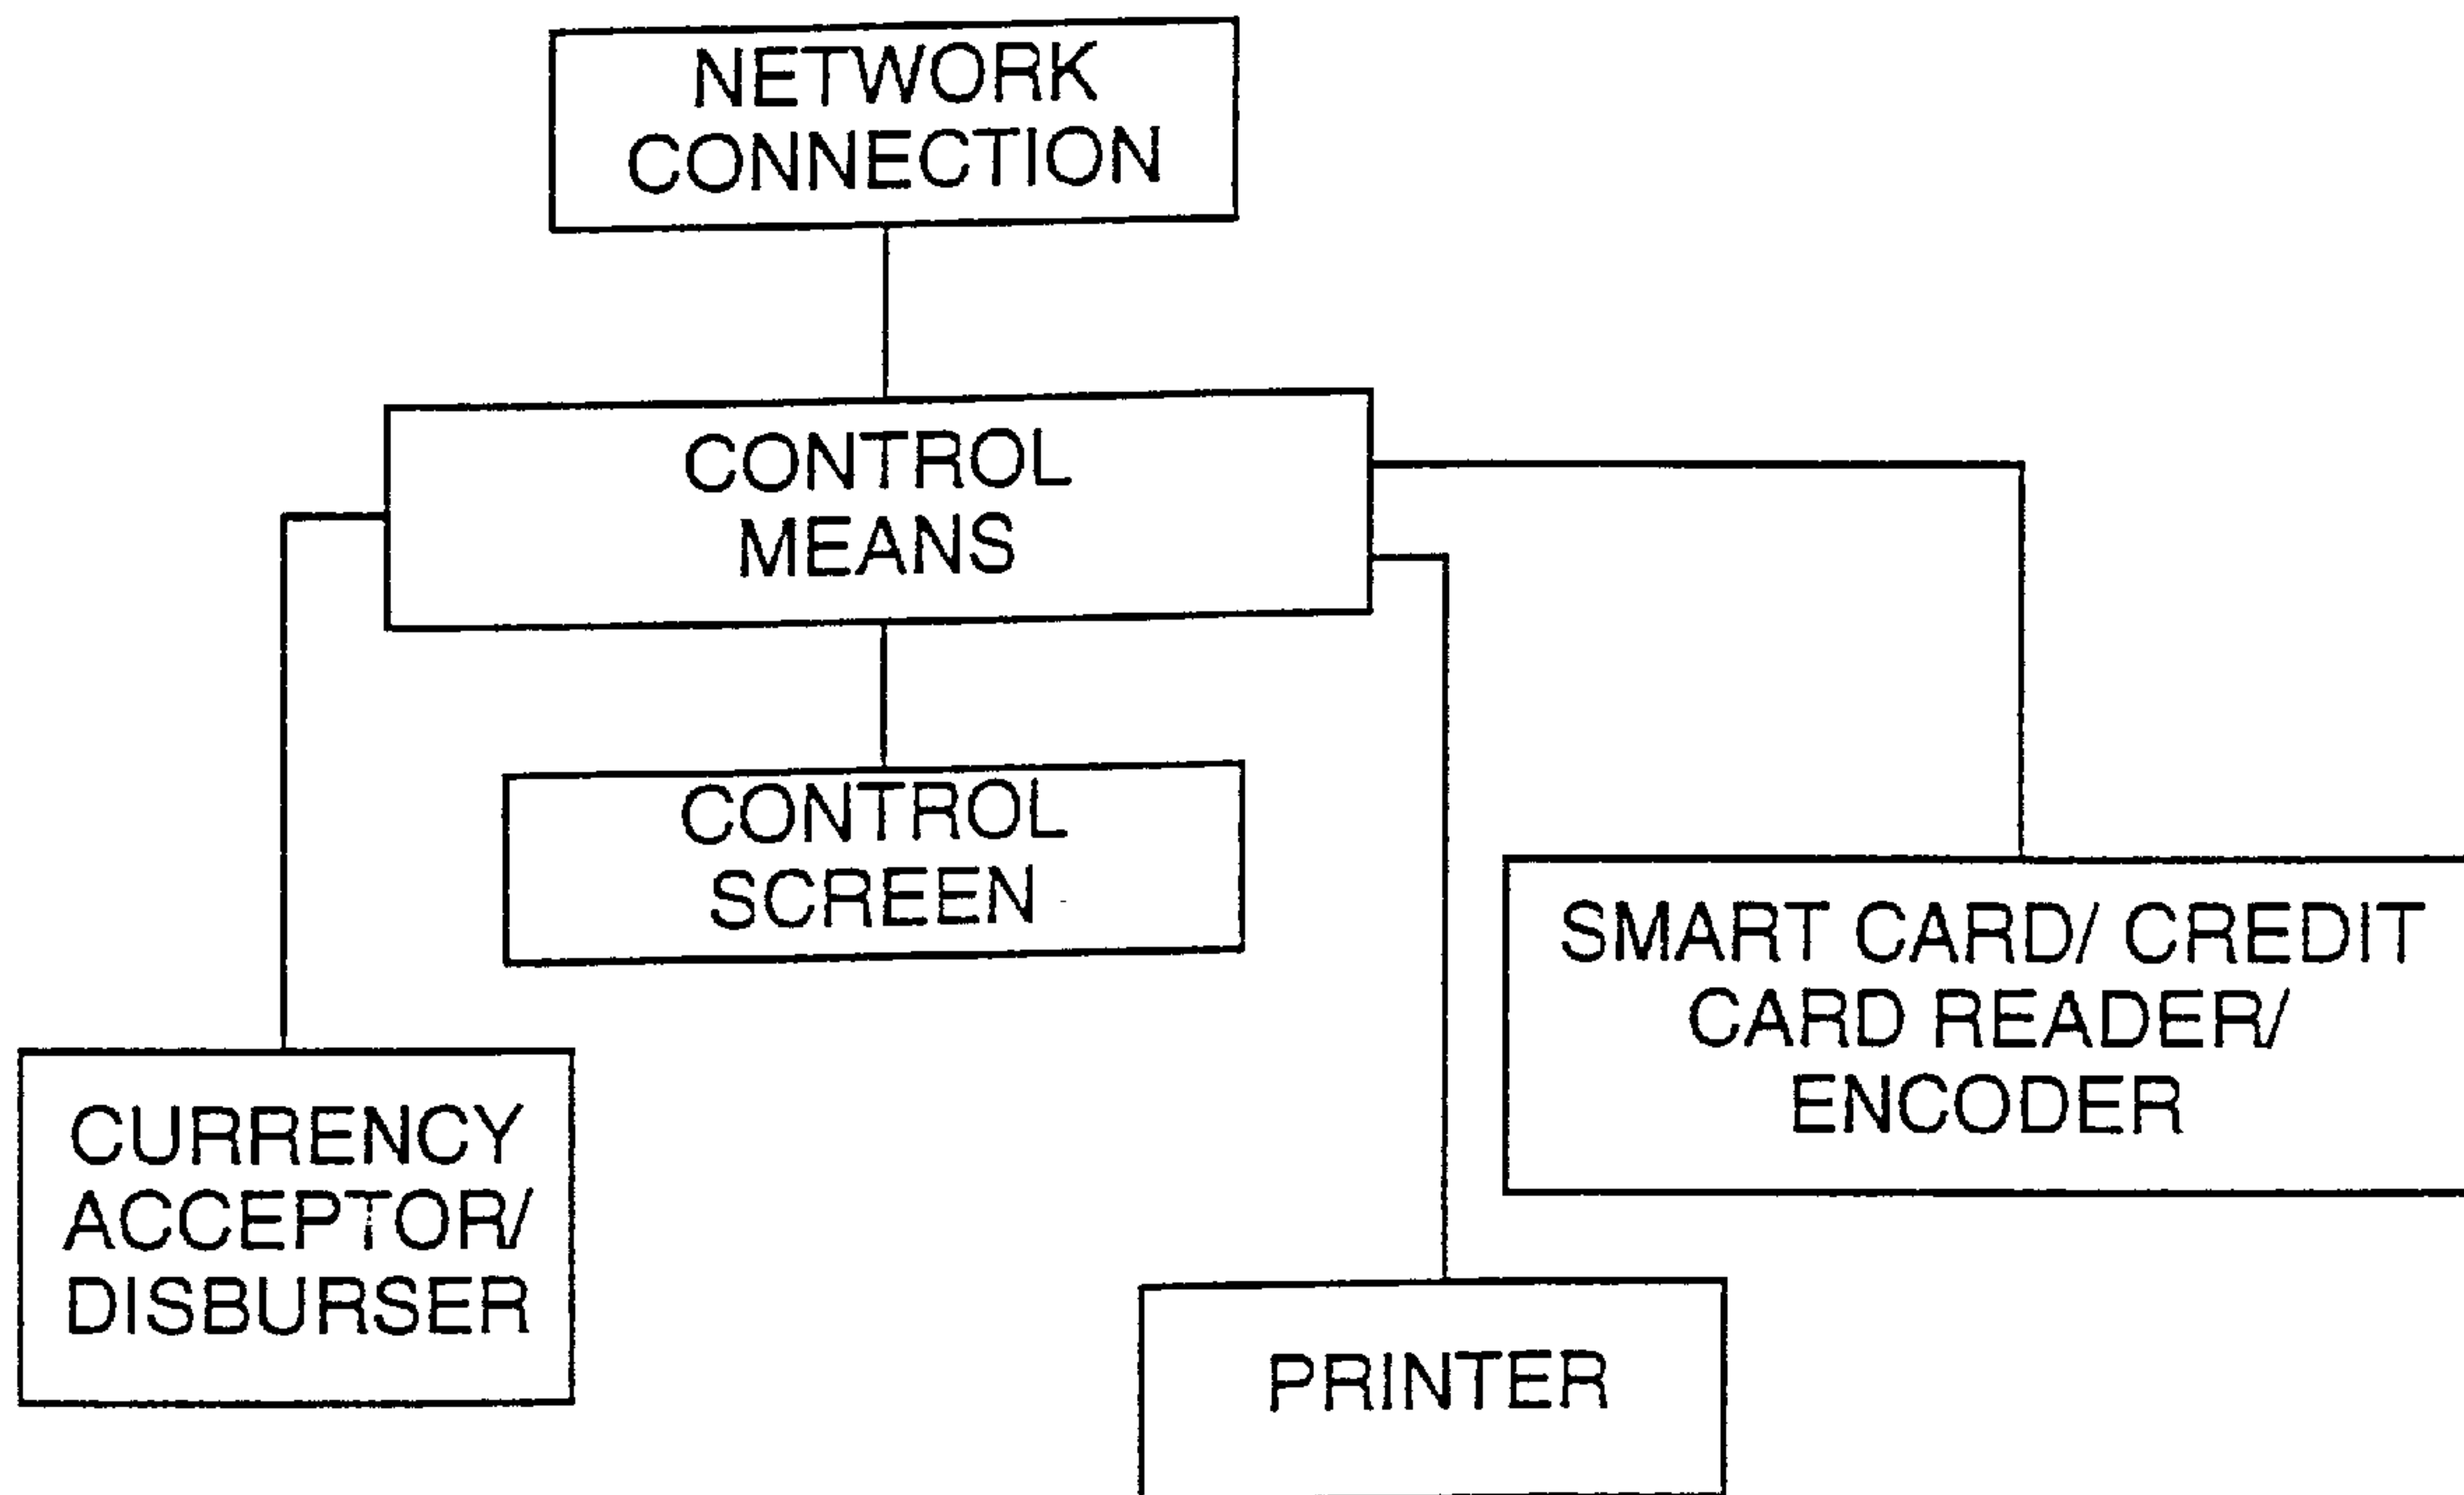 NETWORK
CONNECTION
CONTROL
MEANS
CONTROL
SCREEN
SMART CARD/ CREDIT
CARD READER/
ENCODER
CURRENCY
ACCEPTOR/
DISBURSER
PRINTER